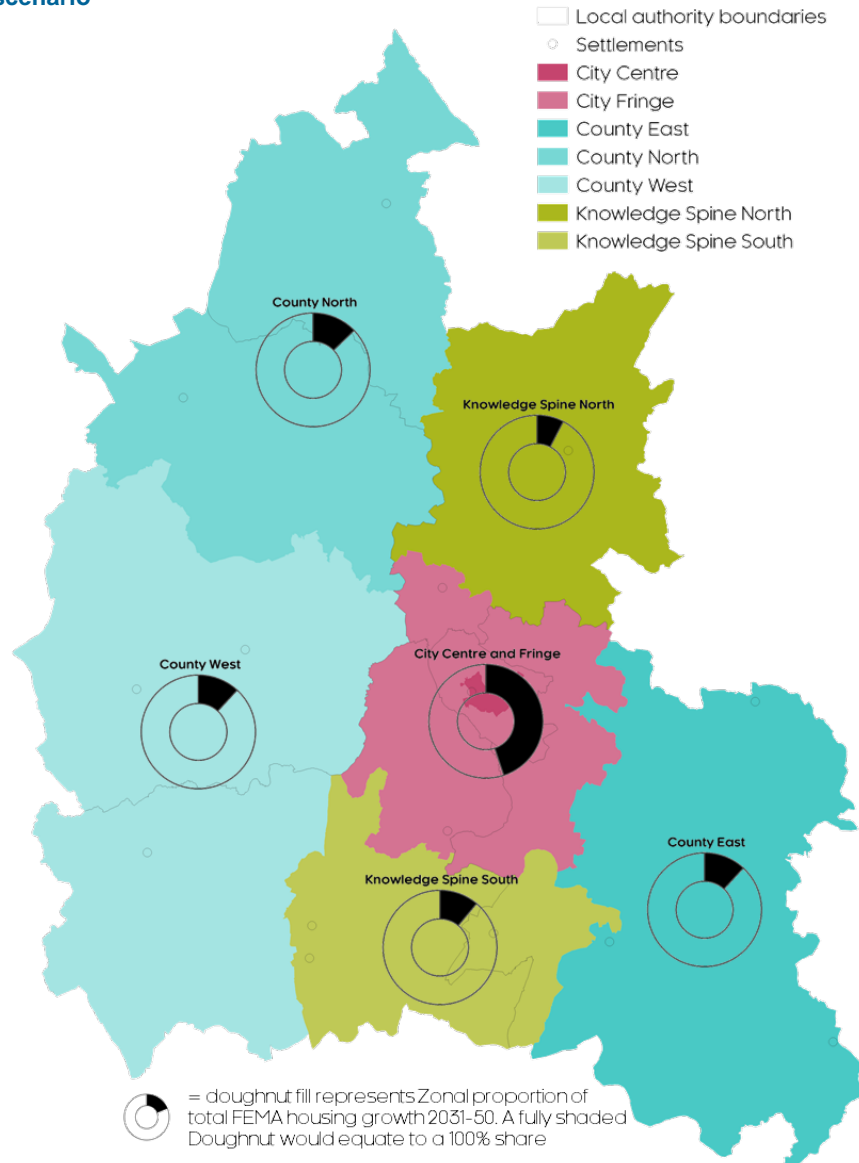 scenario
Local authority boundaries
Settlements
City Centre
City Fringe
County East
County North
County West
Knowledge Spine North
Knowledge Spine South
County North
Knowledge Spine North
City Centre and Fringe
County West
County East
Knowledge Spine South
= doughnut fill represents Zonal proportion of
total FEMA housing growth 2031-50. A fully shaded
Doughnut would equate to a 100% share